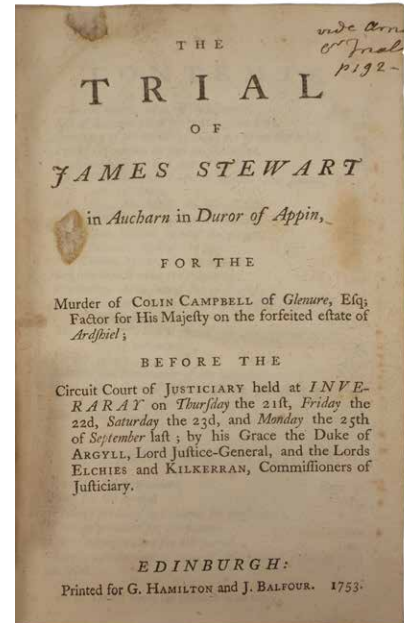 vide Arn
Trial
p192-
THE
TRIAL
OF
JAMES STEWART
in Aucharn in Duror of Appin,
FOR THE
Murder of COLIN CAMPBELL of Glenure, Eſq;
Factor for His Majeſty on the forfeited eſtate of
Ardſhiel;
BEFORE THE
Circuit Court of JUSTICIARY held at INVE-
RARAY on Thurſday the 21ſt, Friday the
22d, Saturday the 23d, and Monday the 25th
of September laſt; by his Grace the Duke of
ARGYLL, Lord Juſtice-General, and the Lords
ELCHIES and KILKERRAN, Commiſſioners of
Juſticiary.
EDINBURGH:
Printed for G. HAMILTON and J. BALFOUR. 1753.